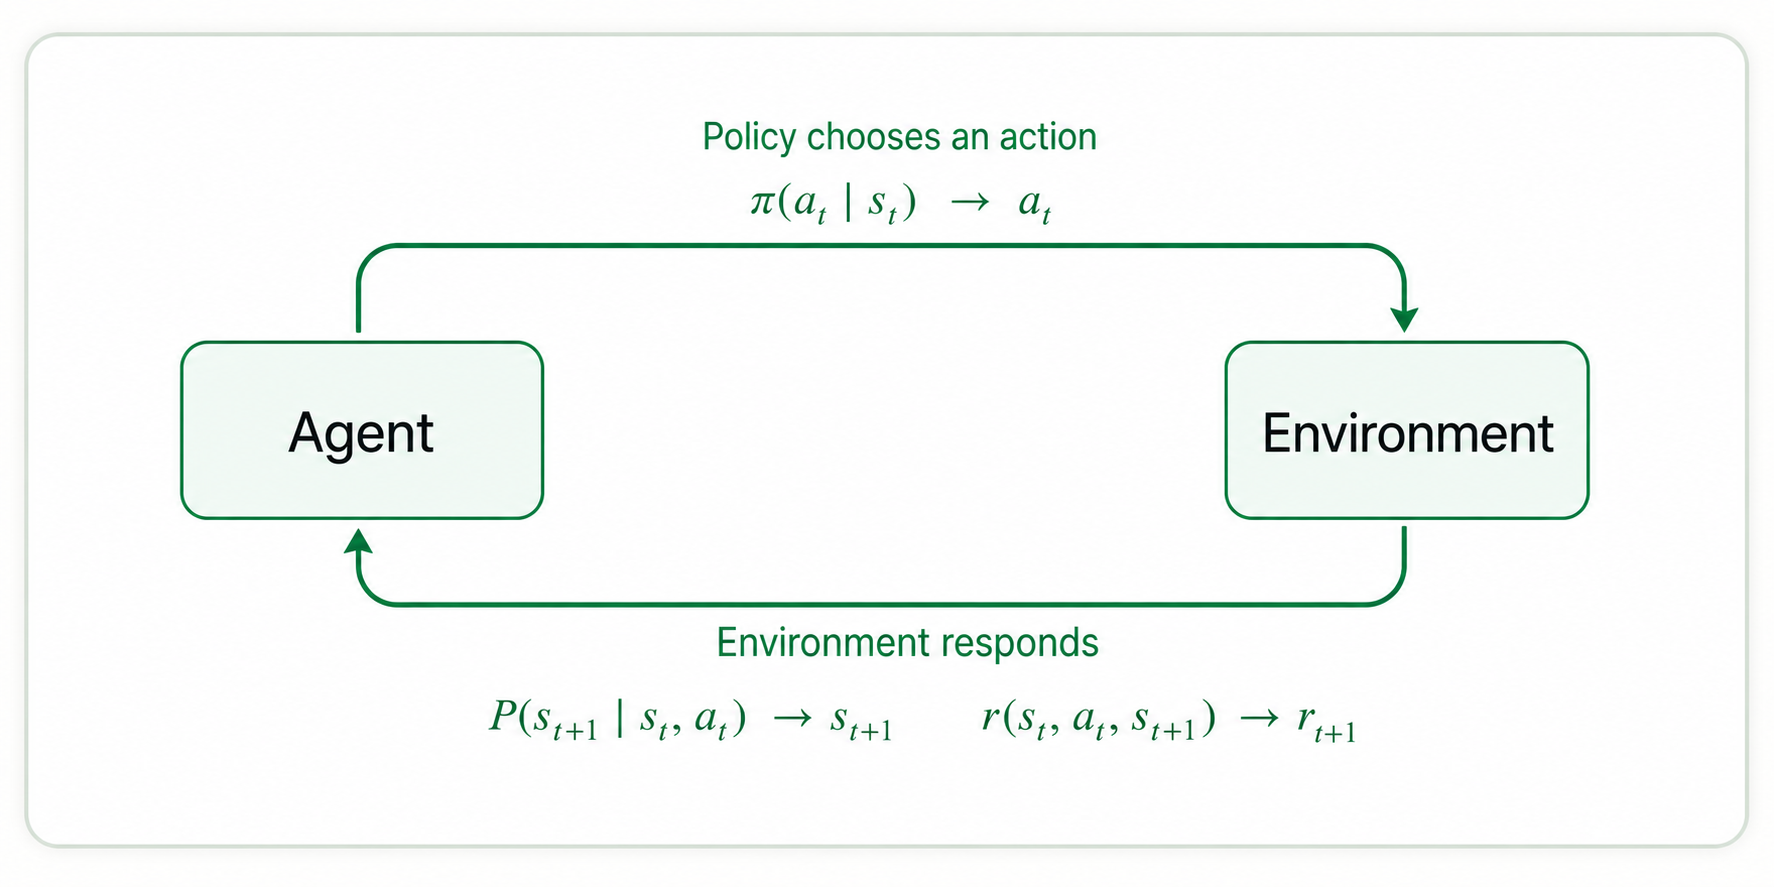 Policy chooses an action
π(a_t | s_t) → a_t
Agent
Environment
Environment responds
P(s_{t+1} | s_t, a_t) → s_{t+1} r(s_t, a_t, s_{t+1}) → r_{t+1}